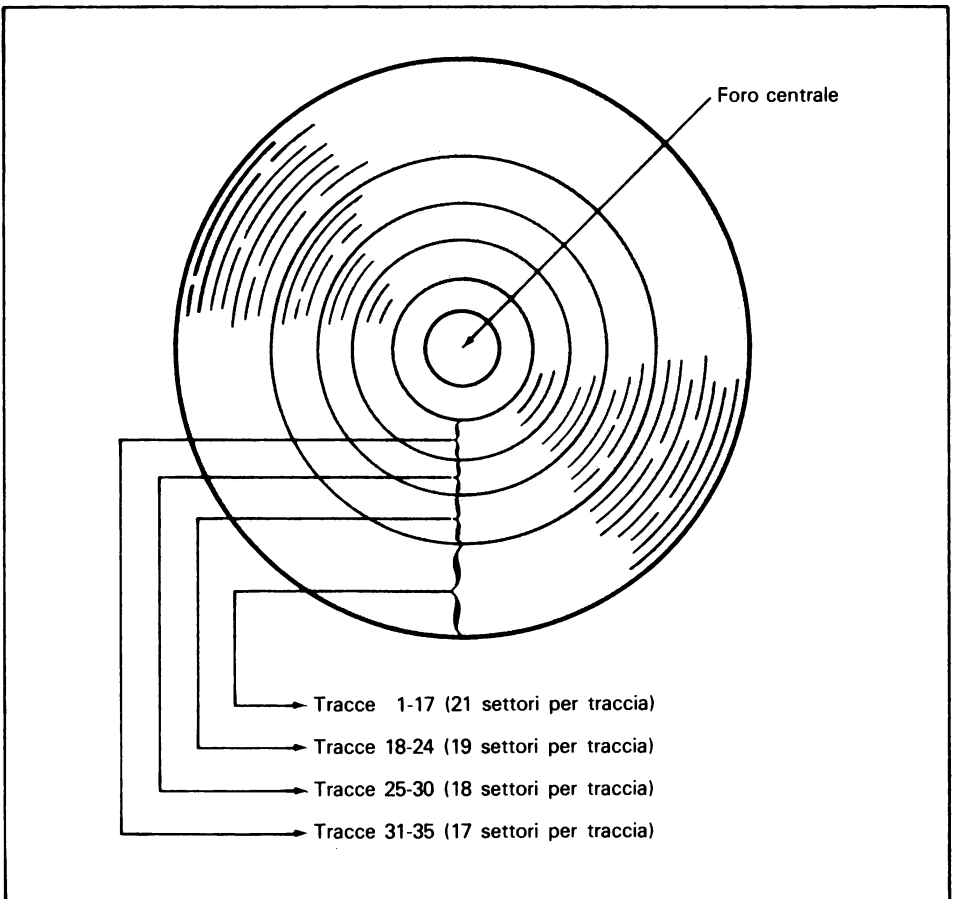 Foro centrale
Tracce 1-17 (21 settori per traccia)
Tracce 18-24 (19 settori per traccia)
Tracce 25-30 (18 settori per traccia)
Tracce 31-35 (17 settori per traccia)